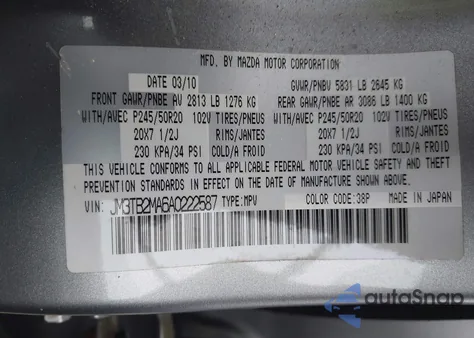 MFD. BY MAZDA MOTOR CORPORATION
DATE 03/10 GVWR/PNBV 5831 LB 2645 KG
FRONT GAWR/PNBE AV 2813 LB 1276 KG REAR GAWR/PNBE AR 3086 LB 1400 KG
WITH/AVEC P245/50R20 102V TIRES/PNEUS WITH/AVEC P245/50R20 102V TIRES/PNEUS
20X7 1/2J RIMS/JANTES 20X7 1/2J RIMS/JANTES
230 KPA/34 PSI COLD/A FROID 230 KPA/34 PSI COLD/A FROID
THIS VEHICLE CONFORMS TO ALL APPLICABLE FEDERAL MOTOR VEHICLE SAFETY AND THEFT
PREVENTION STANDARDS IN EFFECT ON THE DATE OF MANUFACTURE SHOWN ABOVE.
VIN: JM3TB2MA6A0222587 TYPE:MPV COLOR CODE:38P MADE IN JAPAN
autoSnap